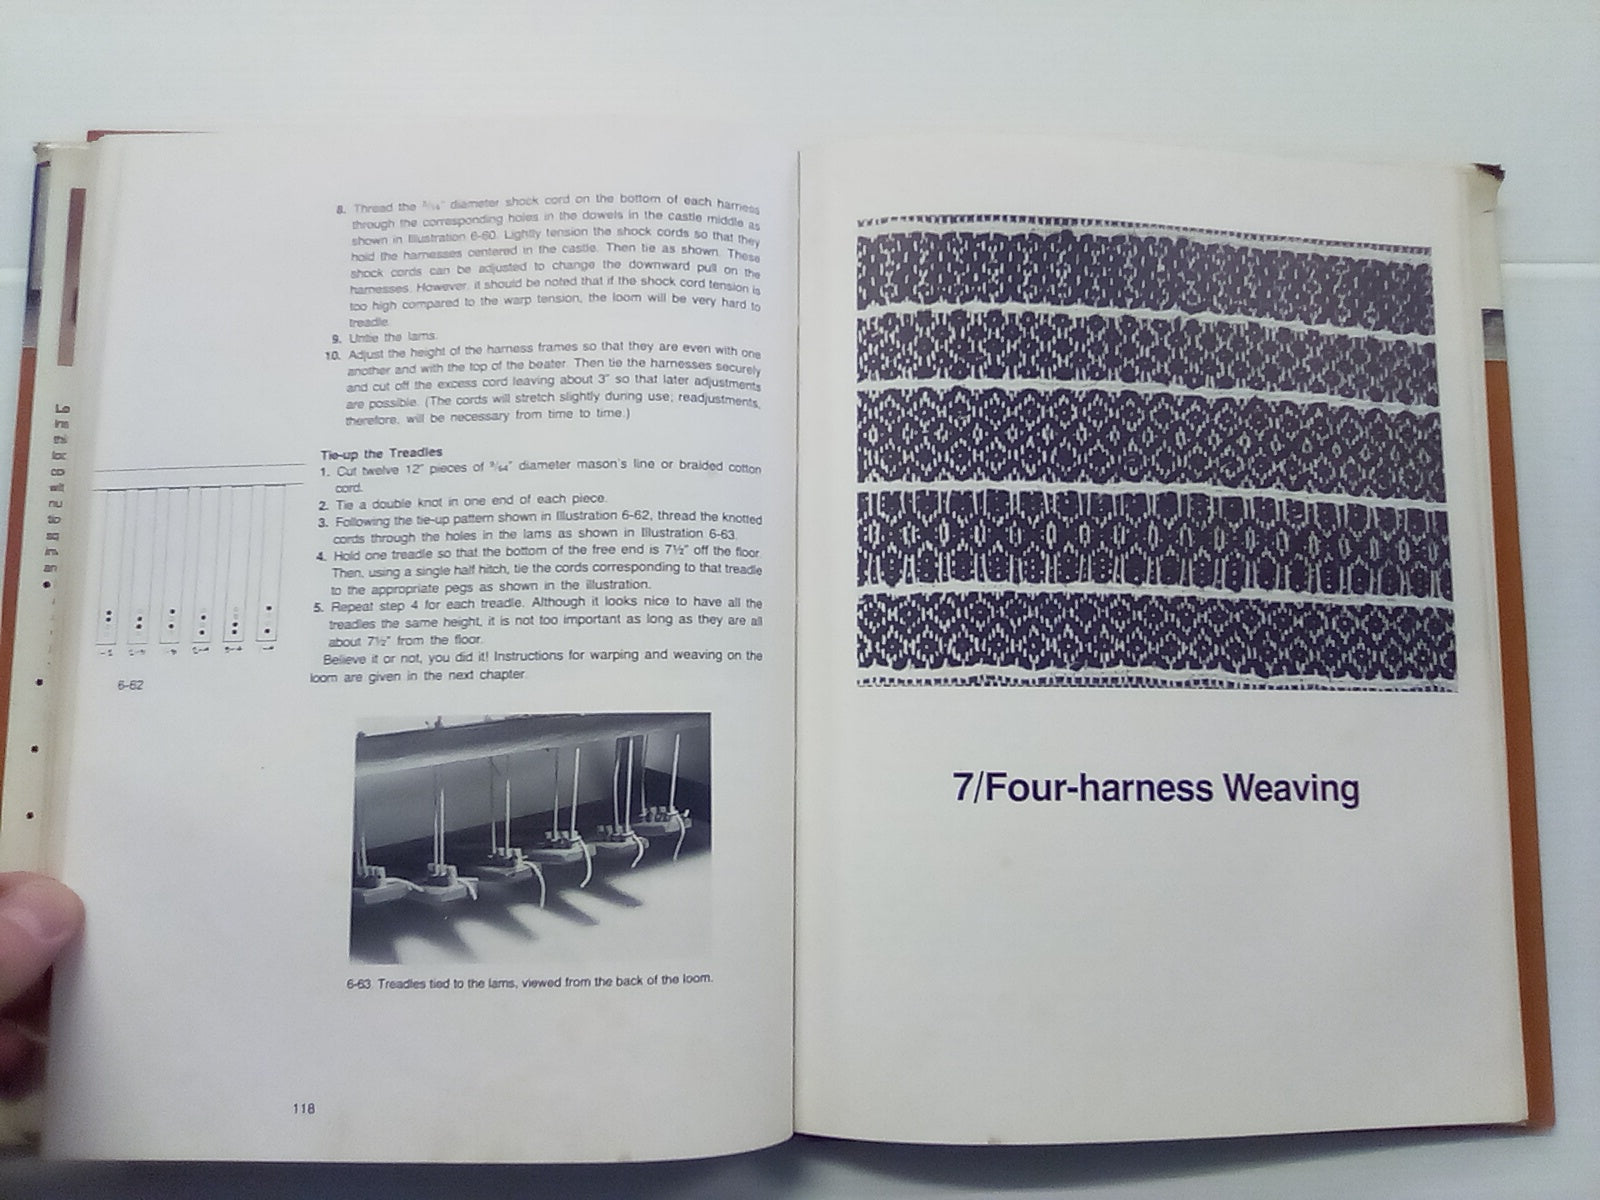 8. Thread the diameter shock cord on the bottom of each harness
through the corresponding holes in the dowels in the castle middle as
shown in Illustration 6-60. Lightly tension the shock cords so that they
hold the harnesses centered in the castle. Then tie as shown. These
shock cords can be adjusted to change the downward pull on the
harnesses. However, it should be noted that if the shock cord tension is
too high compared to the warp tension, the loom will be very hard to
treadle.
9. Untie the lams.
10. Adjust the height of the harness frames so that they are even with one
another and with the top of the beater. Then tie the harnesses securely
and cut off the excess cord leaving about 3" so that later adjustments
are possible. (The cords will stretch slightly during use; readjustments,
therefore, will be necessary from time to time.)
Tie-up the Treadles
1. Cut twelve 12" pieces of 9/64" diameter mason's line or braided cotton
cord.
2. Tie a double knot in one end of each piece.
3. Following the tie-up pattern shown in Illustration 6-62, thread the knotted
cords through the holes in the lams as shown in Illustration 6-63.
4. Hold one treadle so that the bottom of the free end is 7½" off the floor.
Then, using a single half hitch, tie the cords corresponding to that treadle
to the appropriate pegs as shown in the illustration.
5. Repeat step 4 for each treadle. Although it looks nice to have all the
treadles the same height, it is not too important as long as they are all
about 7½" from the floor.
Believe it or not, you did it! Instructions for warping and weaving on the
loom are given in the next chapter.
6-62
6-63. Treadles tied to the lams, viewed from the back of the loom.
118
7/Four-harness Weaving